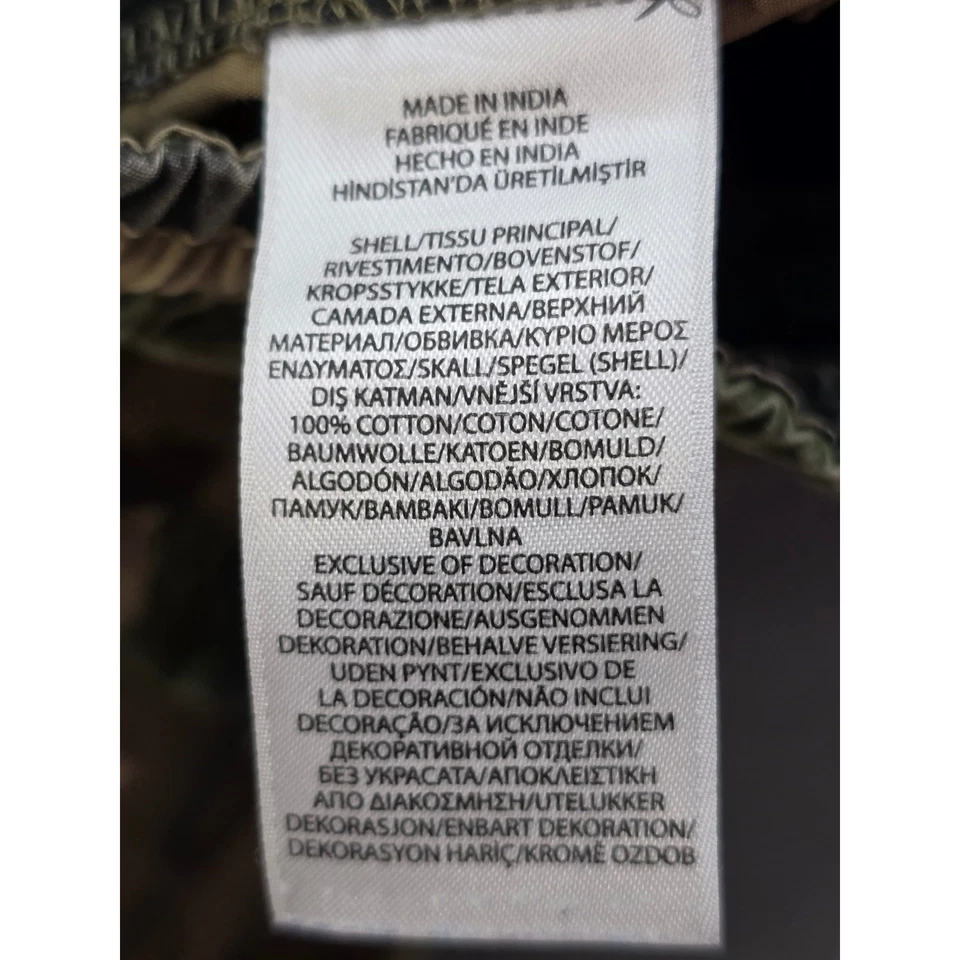 MADE IN INDIA
FABRIQUÉ EN INDE
HECHO EN INDIA
HİNDİSTAN'DA ÜRETİLMİŞTİR
SHELL/TISSU PRINCIPAL/
RIVESTIMENTO/BOVENSTOF/
KROPSSTYKKE/TELA EXTERIOR/
CAMADA EXTERNA/ВЕРХНИЙ
МАТЕРИАЛ/ОБВИВКА/ΚΥΡΙΟ ΜΕΡΟΣ
ΕΝΔΥΜΑΤΟΣ/SKALL/SPEGEL (SHELL)/
DIŞ KATMAN/VNĚJŠÍ VRSTVA:
100% COTTON/COTON/COTONE/
BAUMWOLLE/KATOEN/BOMULD/
ALGODÓN/ALGODÃO/ХЛОПОК/
ПАМУК/ΒΑΜΒΑΚΙ/BOMULL/PAMUK/
BAVLNA
EXCLUSIVE OF DECORATION/
SAUF DÉCORATION/ESCLUSA LA
DECORAZIONE/AUSGENOMMEN
DEKORATION/BEHALVE VERSIERING/
UDEN PYNT/EXCLUSIVO DE
LA DECORACIÓN/NÃO INCLUI
DECORAÇÃO/ЗА ИСКЛЮЧЕНИЕМ
ДЕКОРАТИВНОЙ ОТДЕЛКИ/
БЕЗ УКРАСАТА/ΑΠΟΚΛΕΙΣΤΙΚΗ
ΑΠΟ ΔΙΑΚΟΣΜΗΣΗ/UTELUKKER
DEKORASJON/ENBART DEKORATION/
DEKORASYON HARİÇ/KROMĚ OZDOB